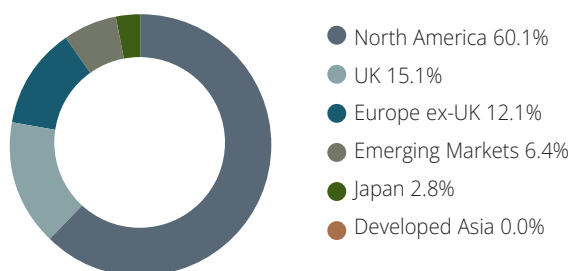 North America 60.1%
UK 15.1%
Europe ex-UK 12.1%
Emerging Markets 6.4%
Japan 2.8%
Developed Asia 0.0%